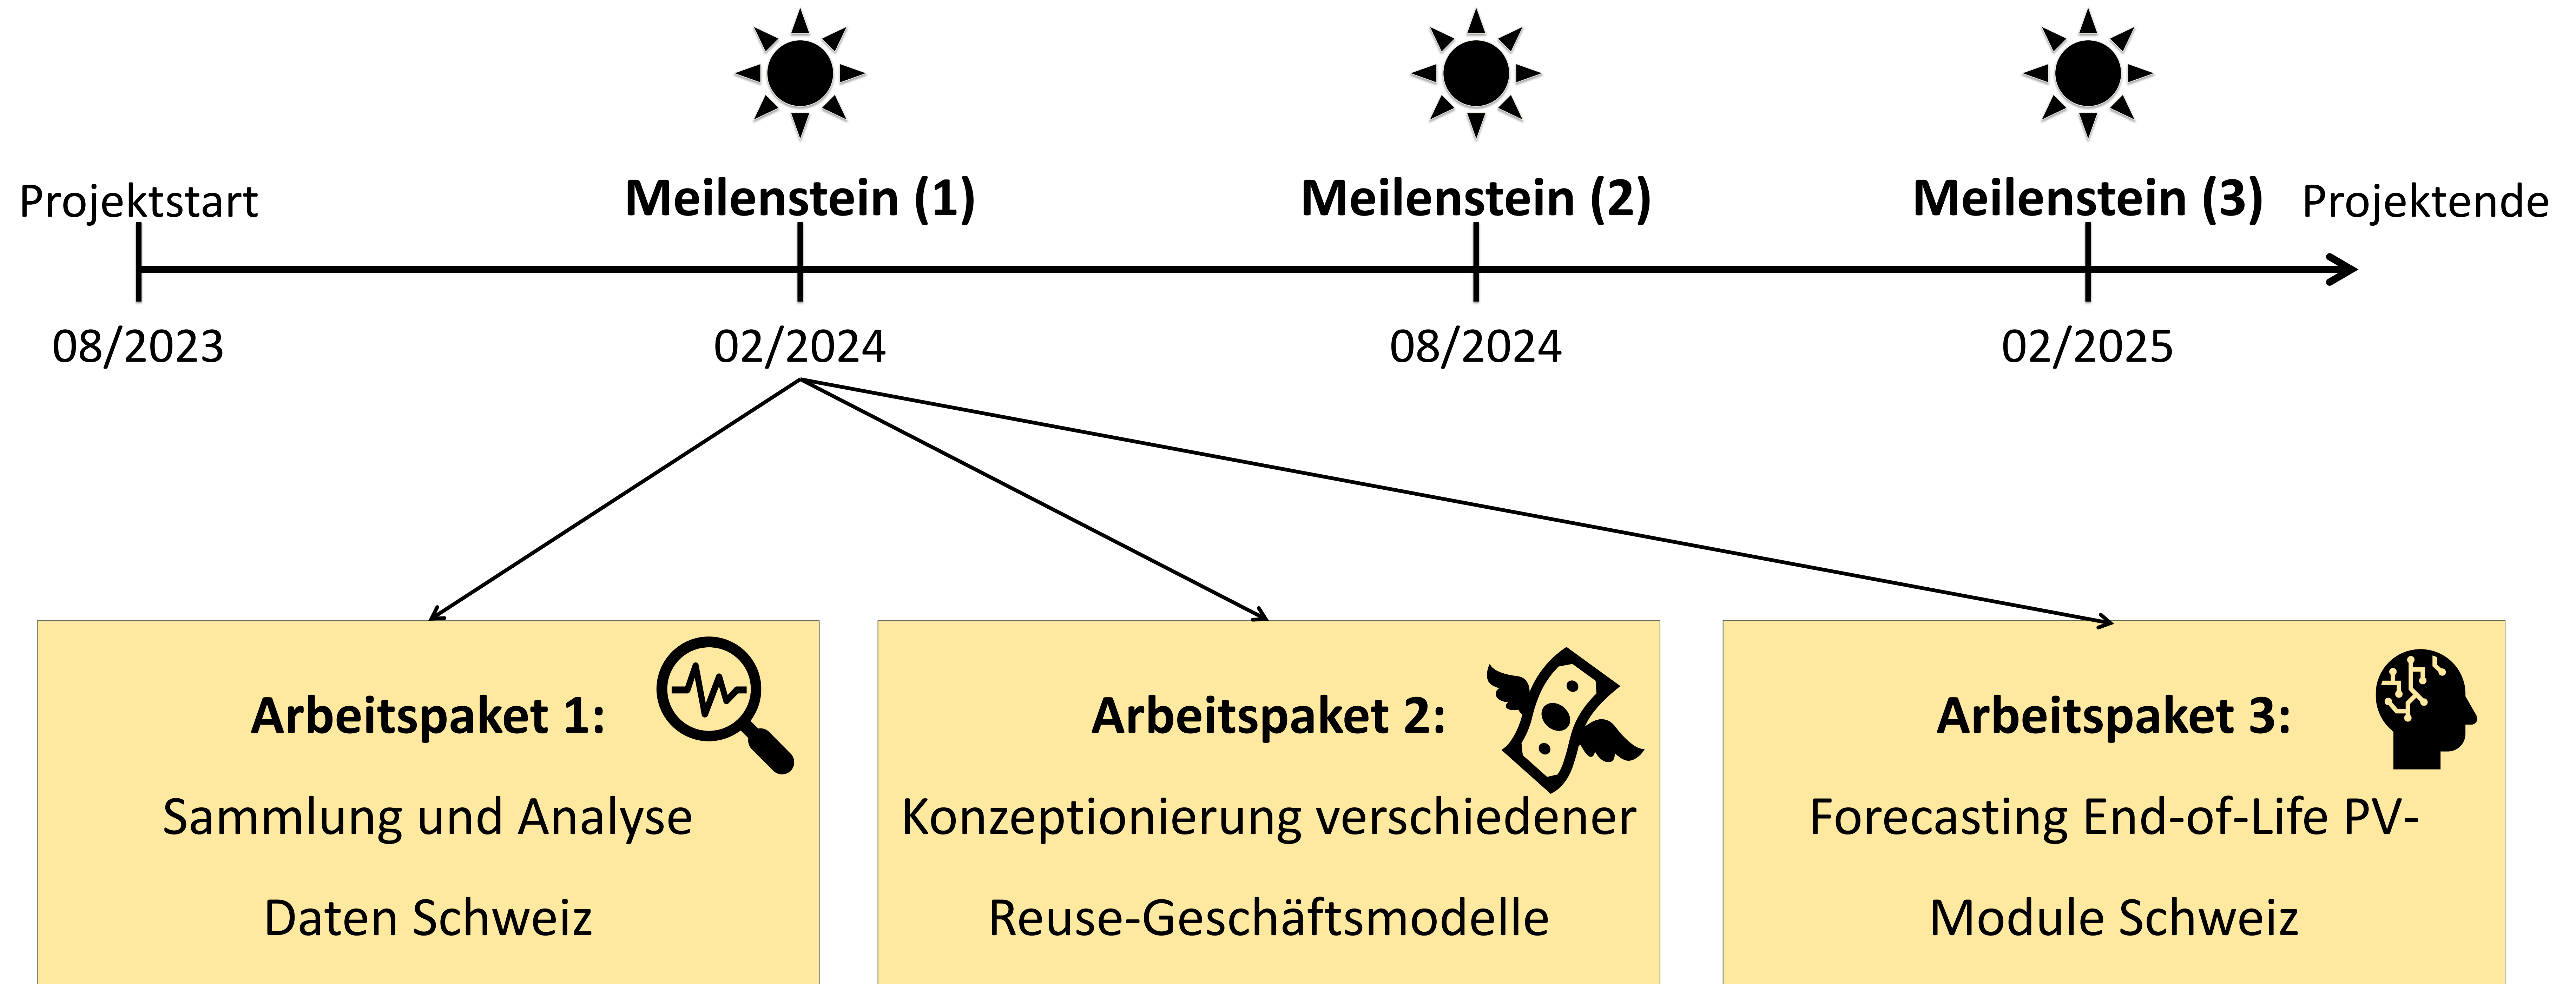 Projektstart
Meilenstein (1)
Meilenstein (2)
Meilenstein (3)
Projektende
08/2023
02/2024
08/2024
02/2025
Arbeitspaket 1:
Sammlung und Analyse
Daten Schweiz
Arbeitspaket 2:
Konzeptionierung verschiedener
Reuse-Geschäftsmodelle
Arbeitspaket 3:
Forecasting End-of-Life PV-
Module Schweiz